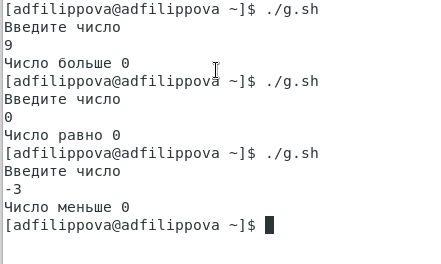 [adfilippova@adfilippova ~]$ ./g.sh
Введите число
9
Число больше 0
[adfilippova@adfilippova ~]$ ./g.sh
Введите число
0
Число равно 0
[adfilippova@adfilippova ~]$ ./g.sh
Введите число
-3
Число меньше 0
[adfilippova@adfilippova ~]$